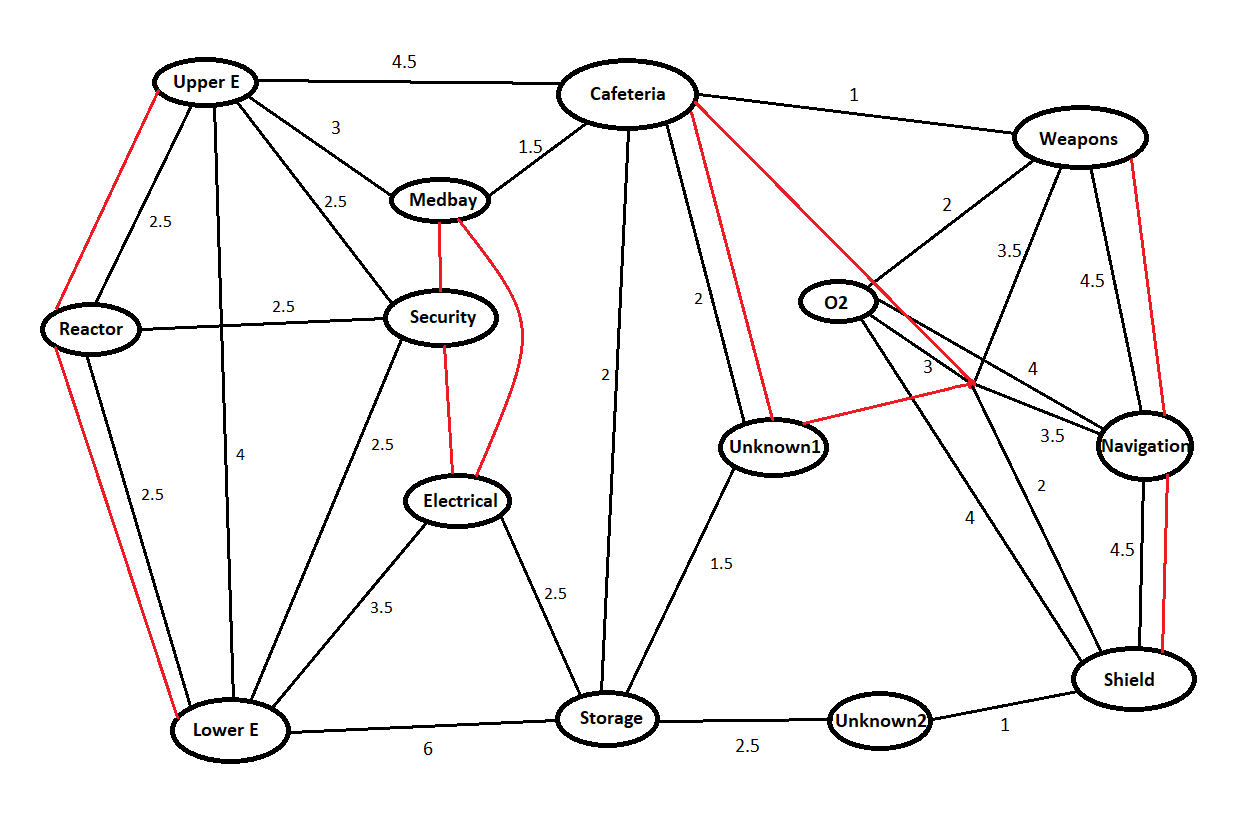 4.5
Upper E
Cafeteria
1
Weapons
3
1.5
Medbay
2.5
2
2.5
3.5
4.5
2
O2
2.5
Reactor
Security
3
4
2
3.5
2.5
Unknown1
Navigation
4
2
2.5
Electrical
4
4.5
1.5
2.5
3.5
Shield
Lower E
Storage
Unknown2
1
6
2.5